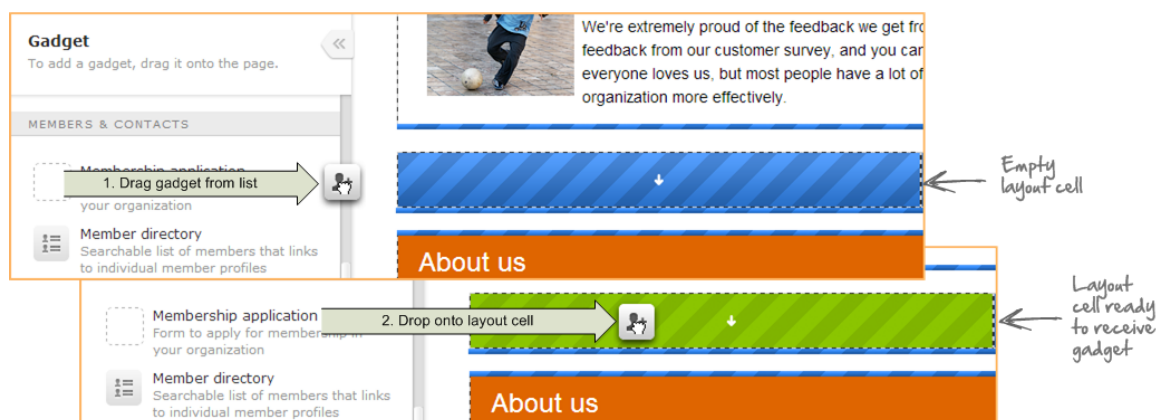 Gadget
To add a gadget, drag it onto the page.
MEMBERS & CONTACTS
Membership application
1. Drag gadget from list
your organization
Member directory
Searchable list of members that links
to individual member profiles
We're extremely proud of the feedback we get fro
feedback from our customer survey, and you car
everyone loves us, but most people have a lot of
organization more effectively.
Empty
layout cell
About us
Membership application
Form to apply for membership in
your organization
2. Drop onto layout cell
Member directory
Searchable list of members that links
to individual member profiles
Layout
cell ready
to receive
gadget
About us